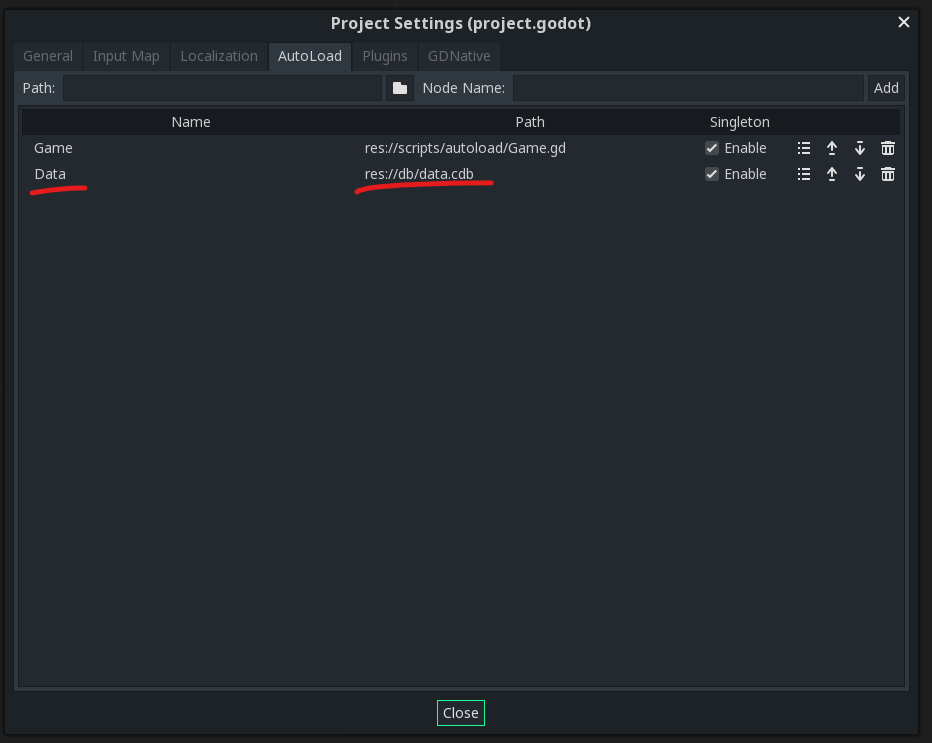 Project Settings (project.godot)
General Input Map Localization AutoLoad Plugins GDNative
Path: Node Name: Add
Name Path Singleton
Game res://scripts/autoload/Game.gd Enable
Data res://db/data.cdb Enable
Close